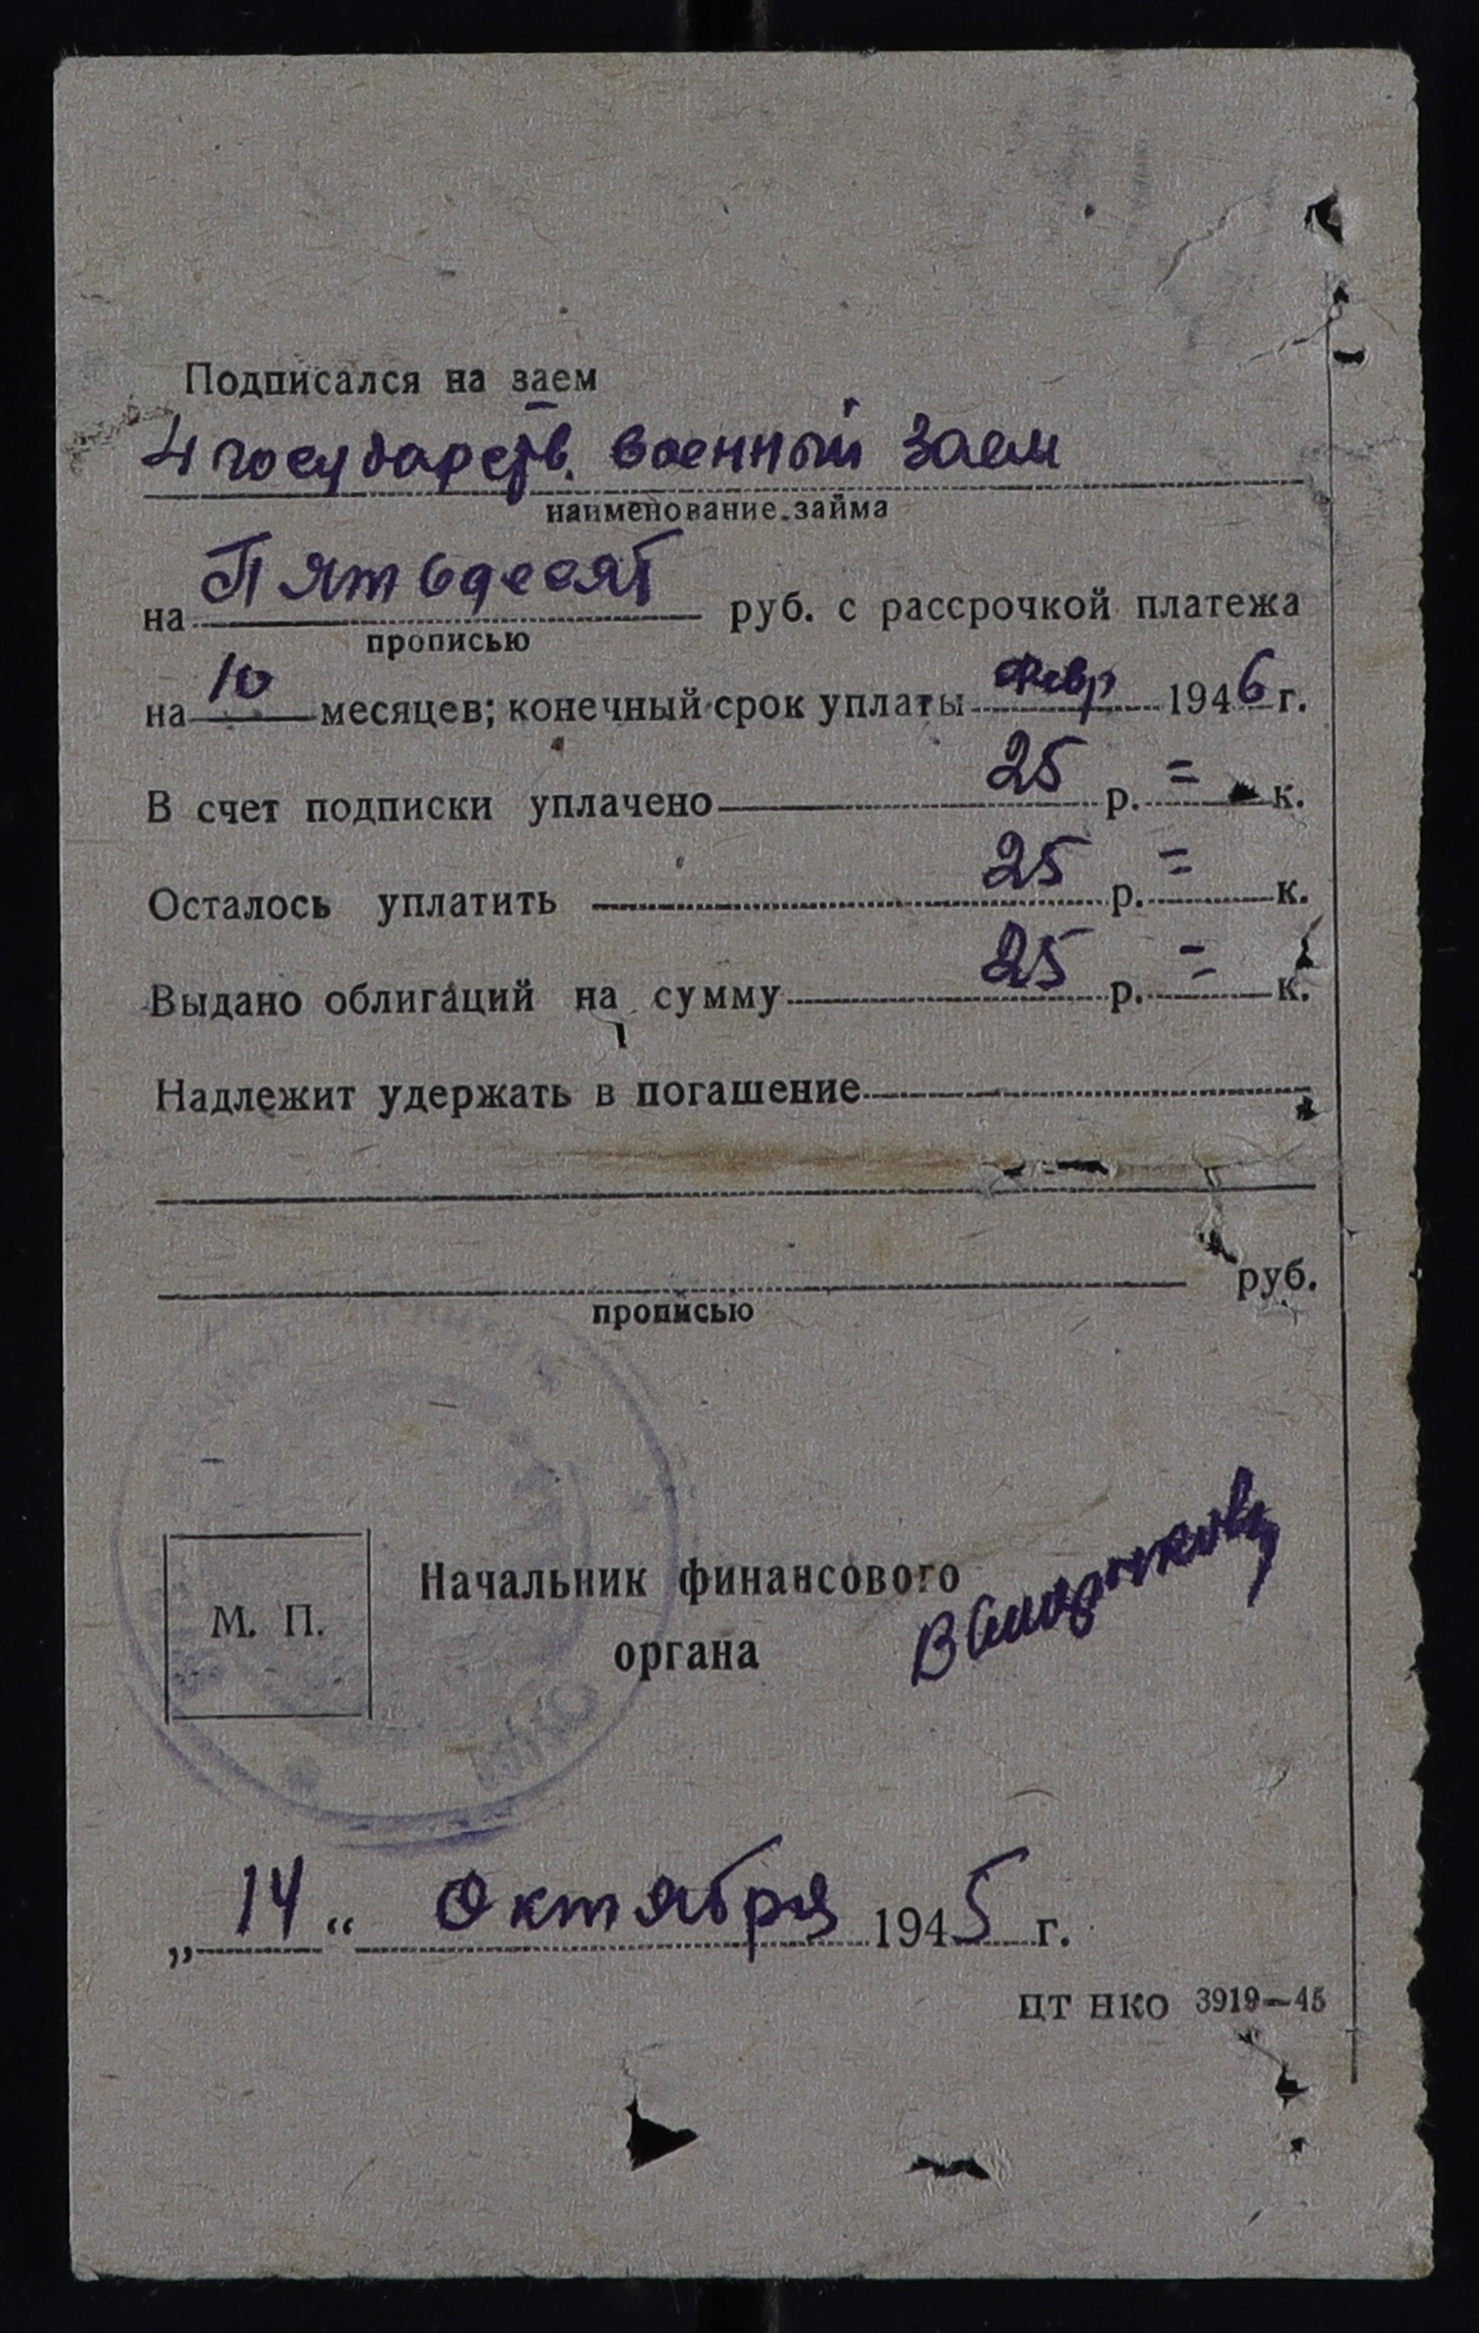 Подписался на заем
4 государств. военный заем
наименование займа
на Пятьдесят руб. с рассрочкой платежа
прописью
на 10 месяцев; конечный срок уплаты февр 1946 г.
В счет подписки уплачено 25 р. = к.
Осталось уплатить 25 р. = к.
Выдано облигаций на сумму 25 р. = к.
Надлежит удержать в погашение
руб.
прописью
Начальник финансового
М. П.
органа
„14“ октября 1945 г.
ЦТ НКО 3919—45